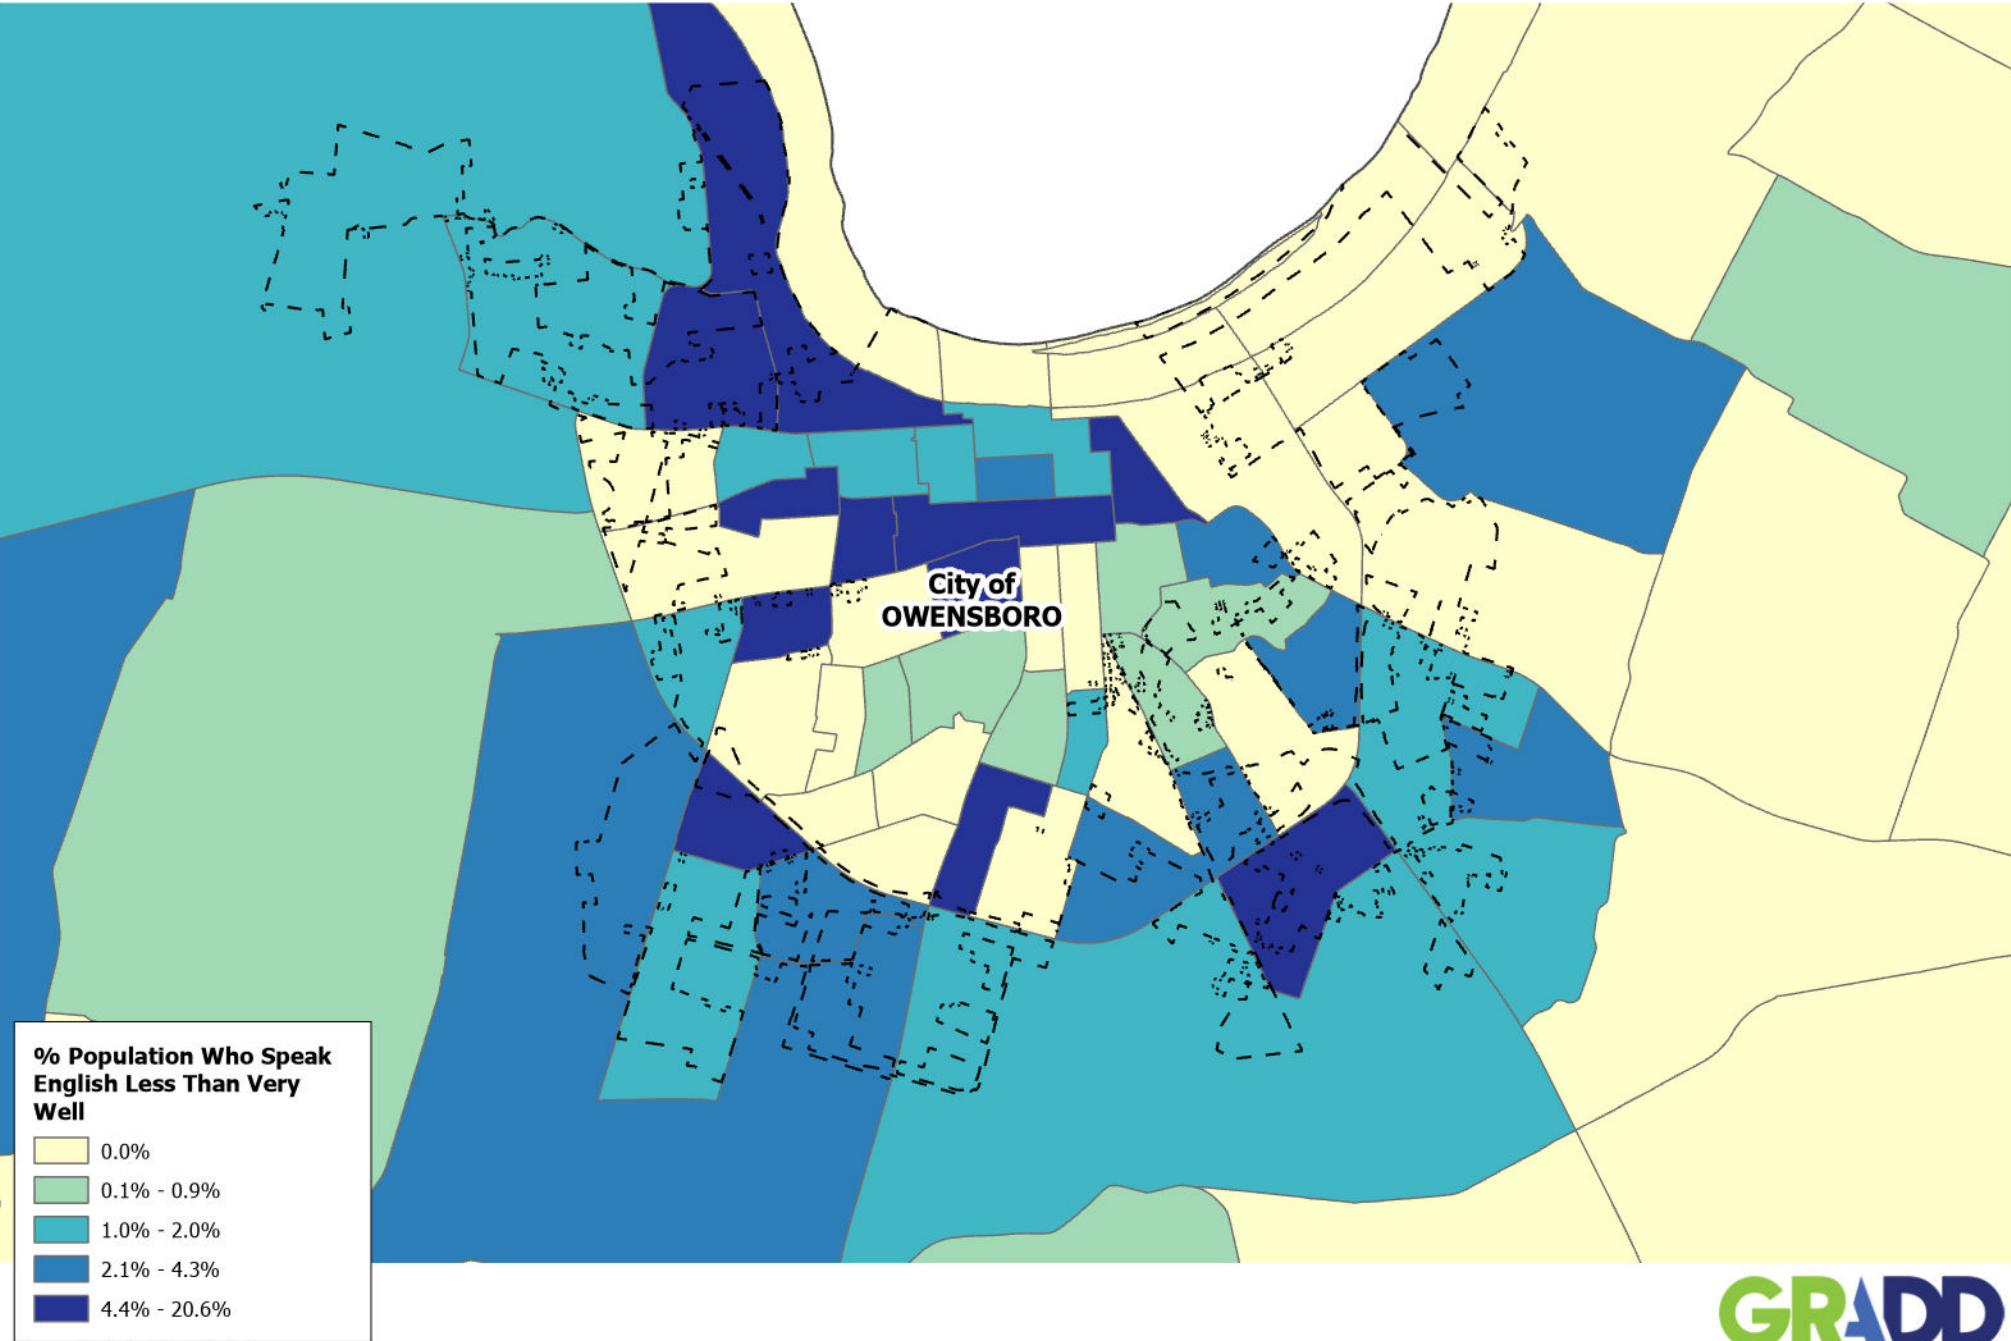 City of
OWENSBORO
% Population Who Speak
English Less Than Very
Well
0.0%
0.1% - 0.9%
1.0% - 2.0%
2.1% - 4.3%
4.4% - 20.6%
GRADD